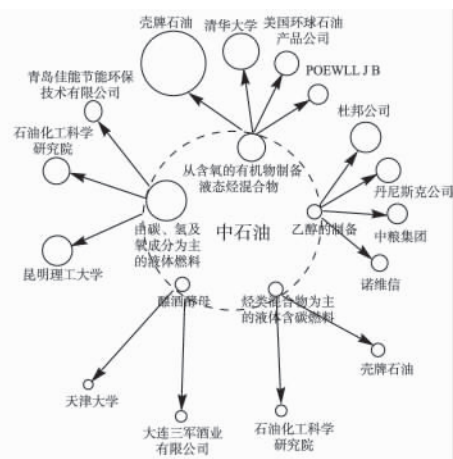 壳牌石油
清华大学
美国环球石油
产品公司
POEWLL J B
青岛佳能节能环保
技术有限公司
杜邦公司
石油化工科学
研究院
丹尼斯克公司
从含氧的有机物制备
液态烃混合物
中粮集团
由碳、氢及
氧成分为主
的液体燃料
中石油
乙醇的制备
昆明理工大学
诺维信
酿酒酵母
烃类混合物为主
的液体含碳燃料
壳牌石油
天津大学
大连三军酒业
有限公司
石油化工科学
研究院